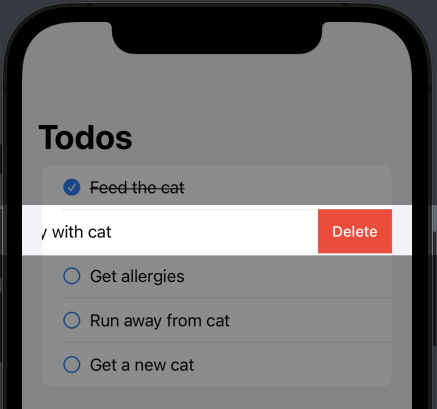 Todos
Feed the cat
with cat
Delete
Get allergies
Run away from cat
Get a new cat